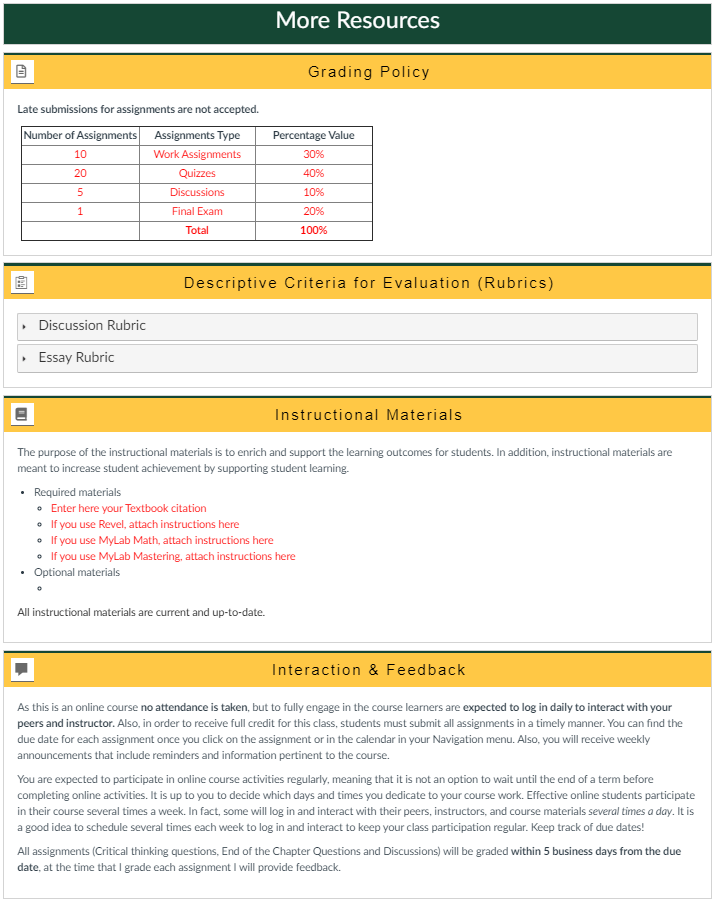 More Resources
Grading Policy
Late submissions for assignments are not accepted.
Number of Assignments Assignments Type Percentage Value
10 Work Assignments 30%
20 Quizzes 40%
5 Discussions 10%
1 Final Exam 20%
Total 100%
Descriptive Criteria for Evaluation (Rubrics)
Discussion Rubric
Essay Rubric
Instructional Materials
The purpose of the instructional materials is to enrich and support the learning outcomes for students. In addition, instructional materials are
meant to increase student achievement by supporting student learning.
Required materials
Enter here your Textbook citation
If you use Revel, attach instructions here
If you use MyLab Math, attach instructions here
If you use MyLab Mastering, attach instructions here
Optional materials
All instructional materials are current and up-to-date.
Interaction & Feedback
As this is an online course no attendance is taken, but to fully engage in the course learners are expected to log in daily to interact with your
peers and instructor. Also, in order to receive full credit for this class, students must submit all assignments in a timely manner. You can find the
due date for each assignment once you click on the assignment or in the calendar in your Navigation menu. Also, you will receive weekly
announcements that include reminders and information pertinent to the course.
You are expected to participate in online course activities regularly, meaning that it is not an option to wait until the end of a term before
completing online activities. It is up to you to decide which days and times you dedicate to your course work. Effective online students participate
in their course several times a week. In fact, some will log in and interact with their peers, instructors, and course materials several times a day. It is
a good idea to schedule several times each week to log in and interact to keep your class participation regular. Keep track of due dates!
All assignments (Critical thinking questions, End of the Chapter Questions and Discussions) will be graded within 5 business days from the due
date, at the time that I grade each assignment I will provide feedback.